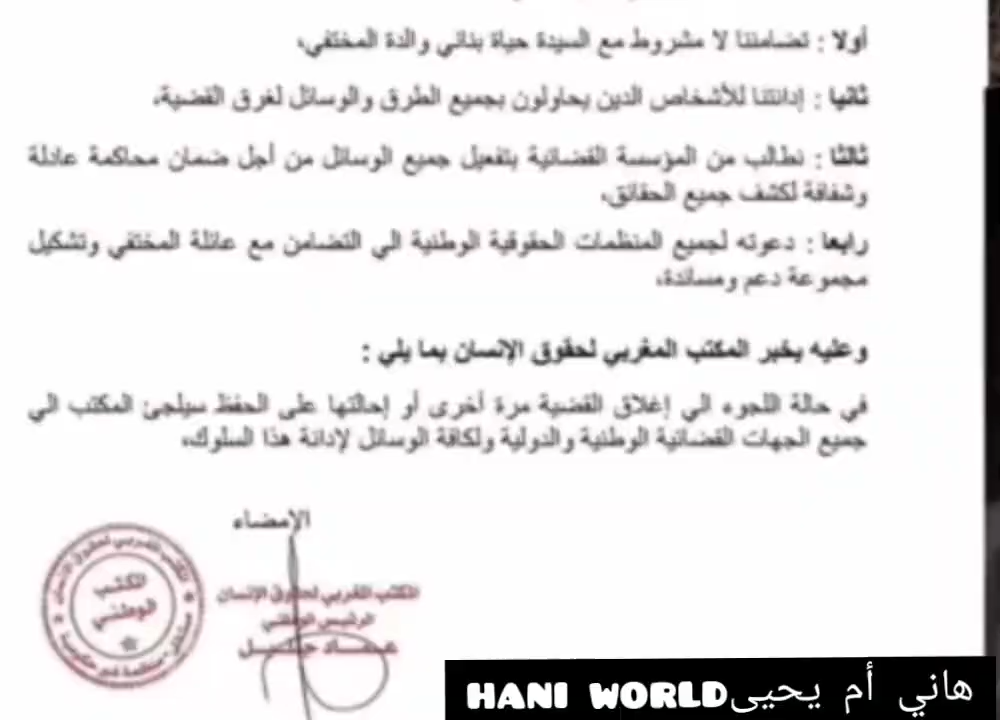 أولا : تضامننا لا مشروط مع السيدة حياة بناني والدة المختفي،
ثانيا : إدانتنا للأشخاص الدين يحاولون بجميع الطرق والوسائل لغرق القضية،
ثالثا : نطالب من المؤسسة القضائية بتفعيل جميع الوسائل من أجل ضمان محاكمة عادلة
وشفافة لكشف جميع الحقائق،
رابعا : دعوته لجميع المنظمات الحقوقية الوطنية الي التضامن مع عائلة المختفي وتشكيل
مجموعة دعم ومساندة،
وعليه يخبر المكتب المغربي لحقوق الإنسان بما يلي :
في حالة اللجوء الي إغلاق القضية مرة أخرى أو إحالتها على الحفظ سيلجئ المكتب الي
جميع الجهات القضائية الوطنية والدولية ولكافة الوسائل لإدانة هذا السلوك،
الإمضاء
المكتب المغربي لحقوق الإنسان
الرئيس الوطني
المكتب المغربي لحقوق الإنسان
المكتب
الوطني
هاني أم يحيى HANI WORLD